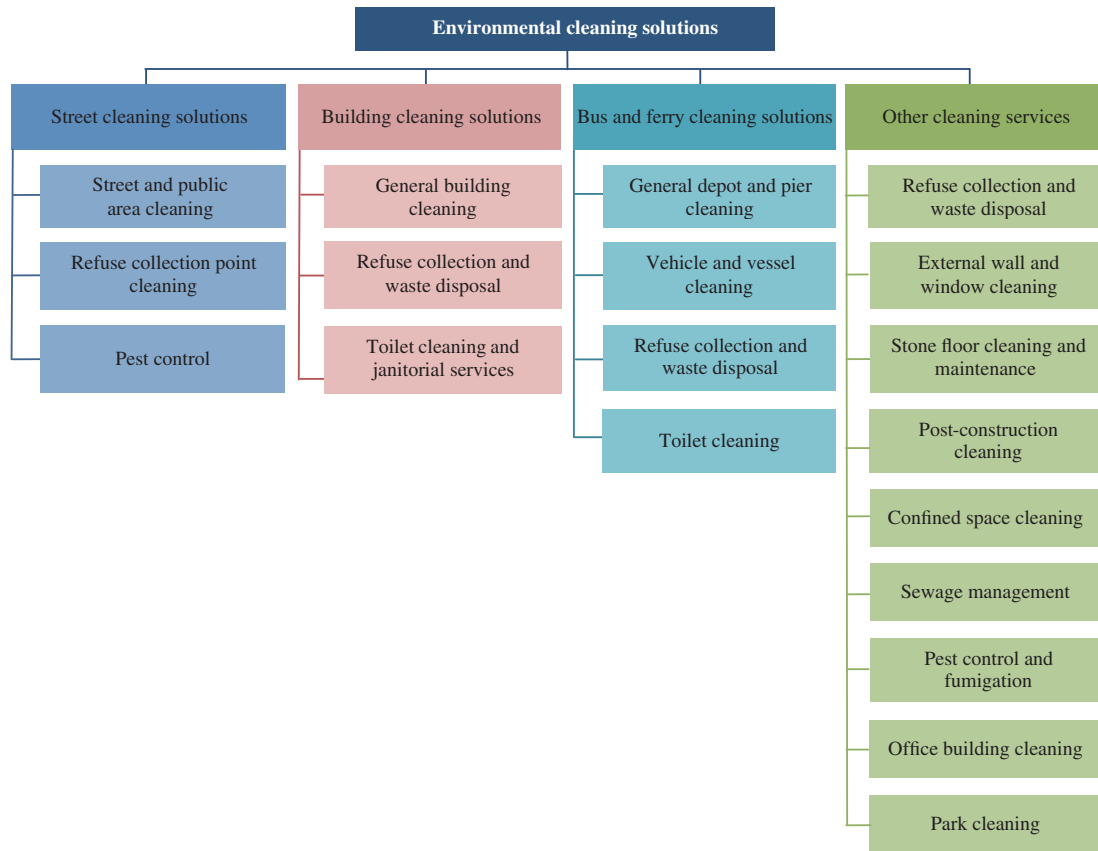 Environmental cleaning solutions
Street cleaning solutions
Street and public
area cleaning
Refuse collection point
cleaning
Pest control
Building cleaning solutions
General building
cleaning
Refuse collection and
waste disposal
Toilet cleaning and
janitorial services
Bus and ferry cleaning solutions
General depot and pier
cleaning
Vehicle and vessel
cleaning
Refuse collection and
waste disposal
Toilet cleaning
Other cleaning services
Refuse collection and
waste disposal
External wall and
window cleaning
Stone floor cleaning and
maintenance
Post-construction
cleaning
Confined space cleaning
Sewage management
Pest control and
fumigation
Office building cleaning
Park cleaning